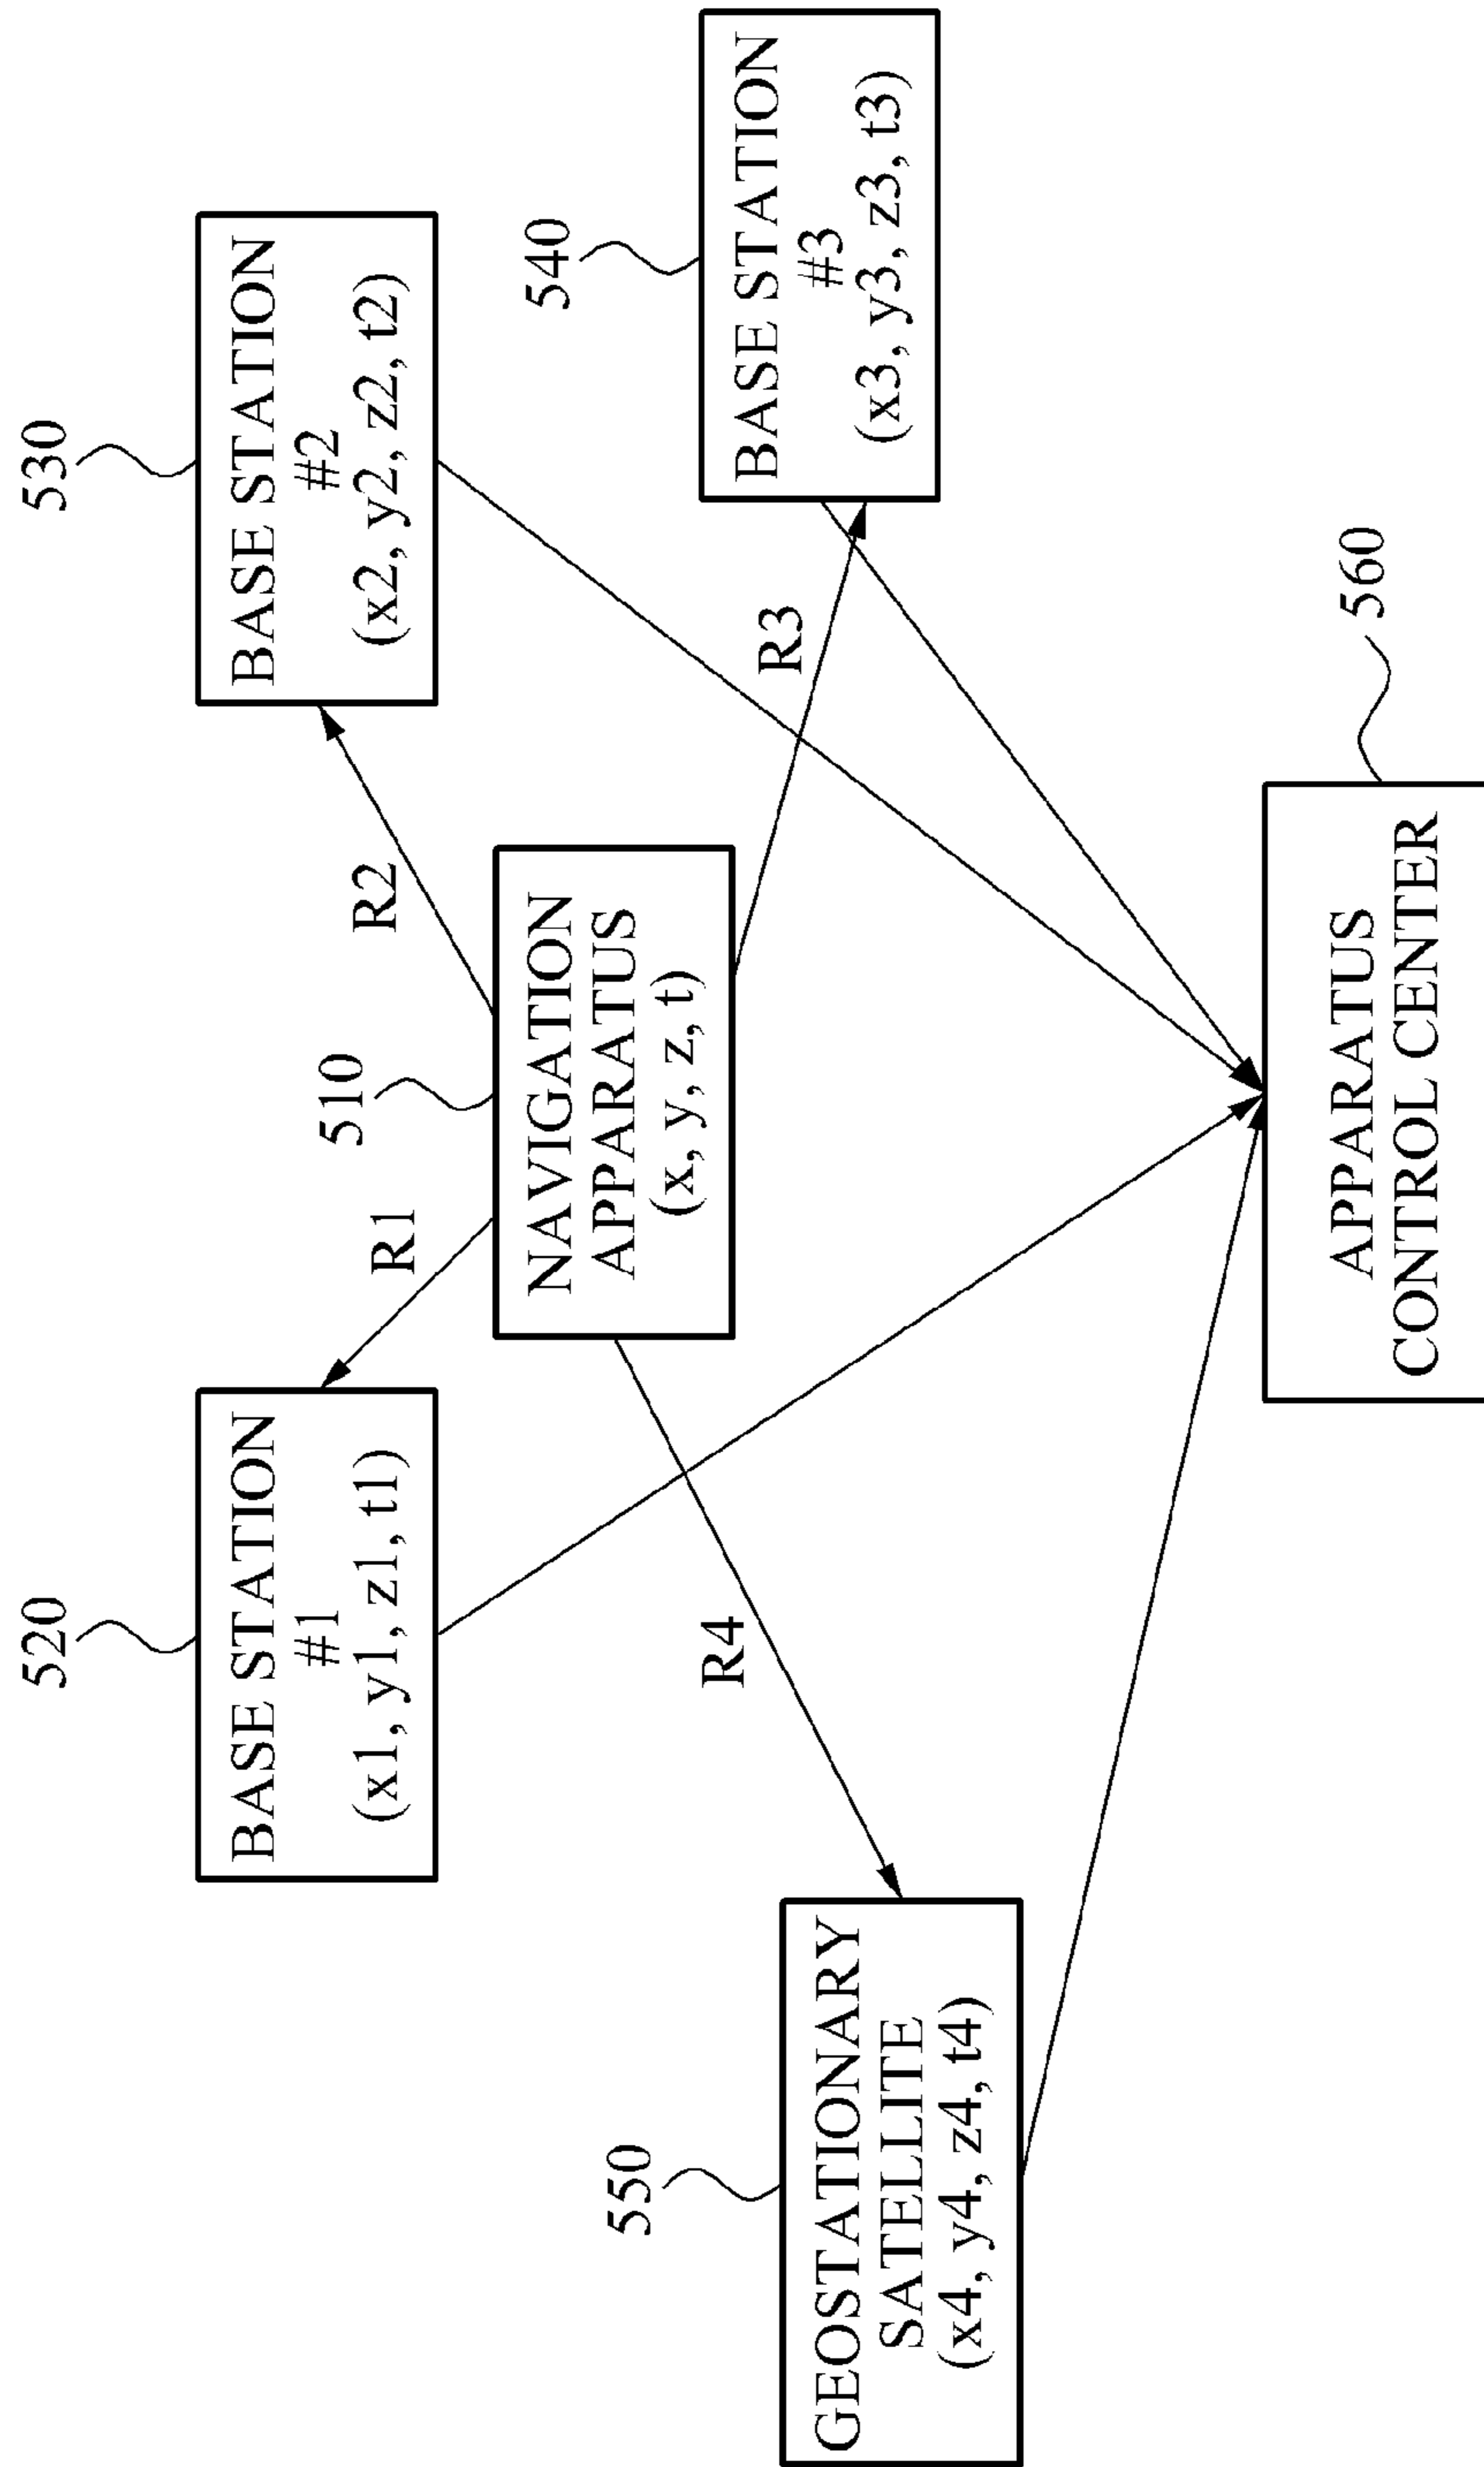 520
BASE STATION
#1
(x1, y1, z1, t1)
530
BASE STATION
#2
(x2, y2, z2, t2)
R1
510
R2
NAVIGATION
APPARATUS
(x, y, z, t)
540
BASE STATION
#3
(x3, y3, z3, t3)
R3
R4
550
GEOSTATIONARY
SATELLITE
(x4, y4, z4, t4)
560
APPARATUS
CONTROL CENTER